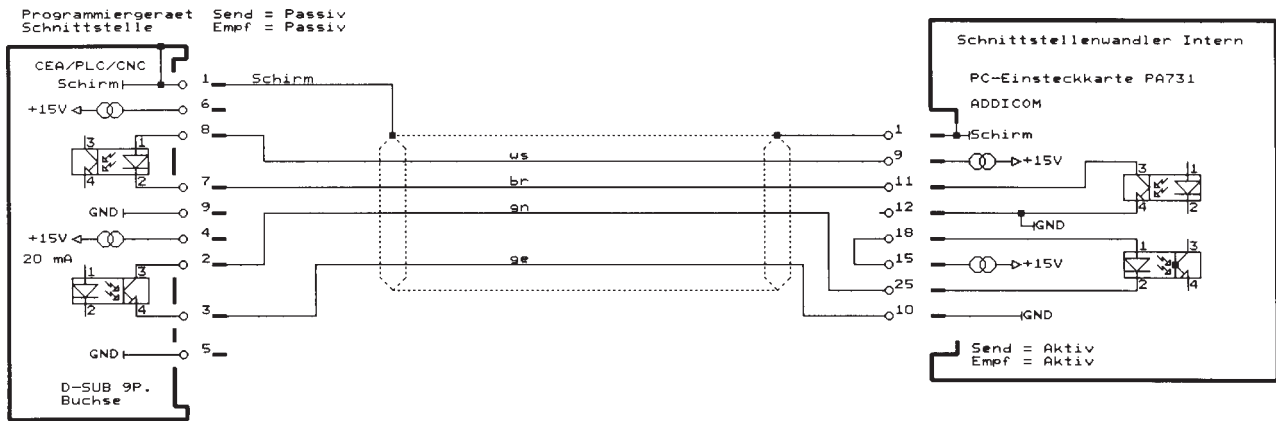 Programmiergeraet Send = Passiv
Schnittstelle Empf = Passiv
CEA/PLC/CNC
Schirm
1
Schirm
+15V
6
8
3
1
4
2
7
GND
9
+15V
4
20 mA
2
1
3
2
4
3
GND
5
D-SUB 9P.
Buchse
ws
br
gn
ge
Schnittstellenwandler Intern
PC-Einsteckkarte PA731
ADDICOM
1
Schirm
9
+15V
11
3
1
4
2
12
GND
18
15
+15V
1
3
2
4
25
10
GND
Send = Aktiv
Empf = Aktiv